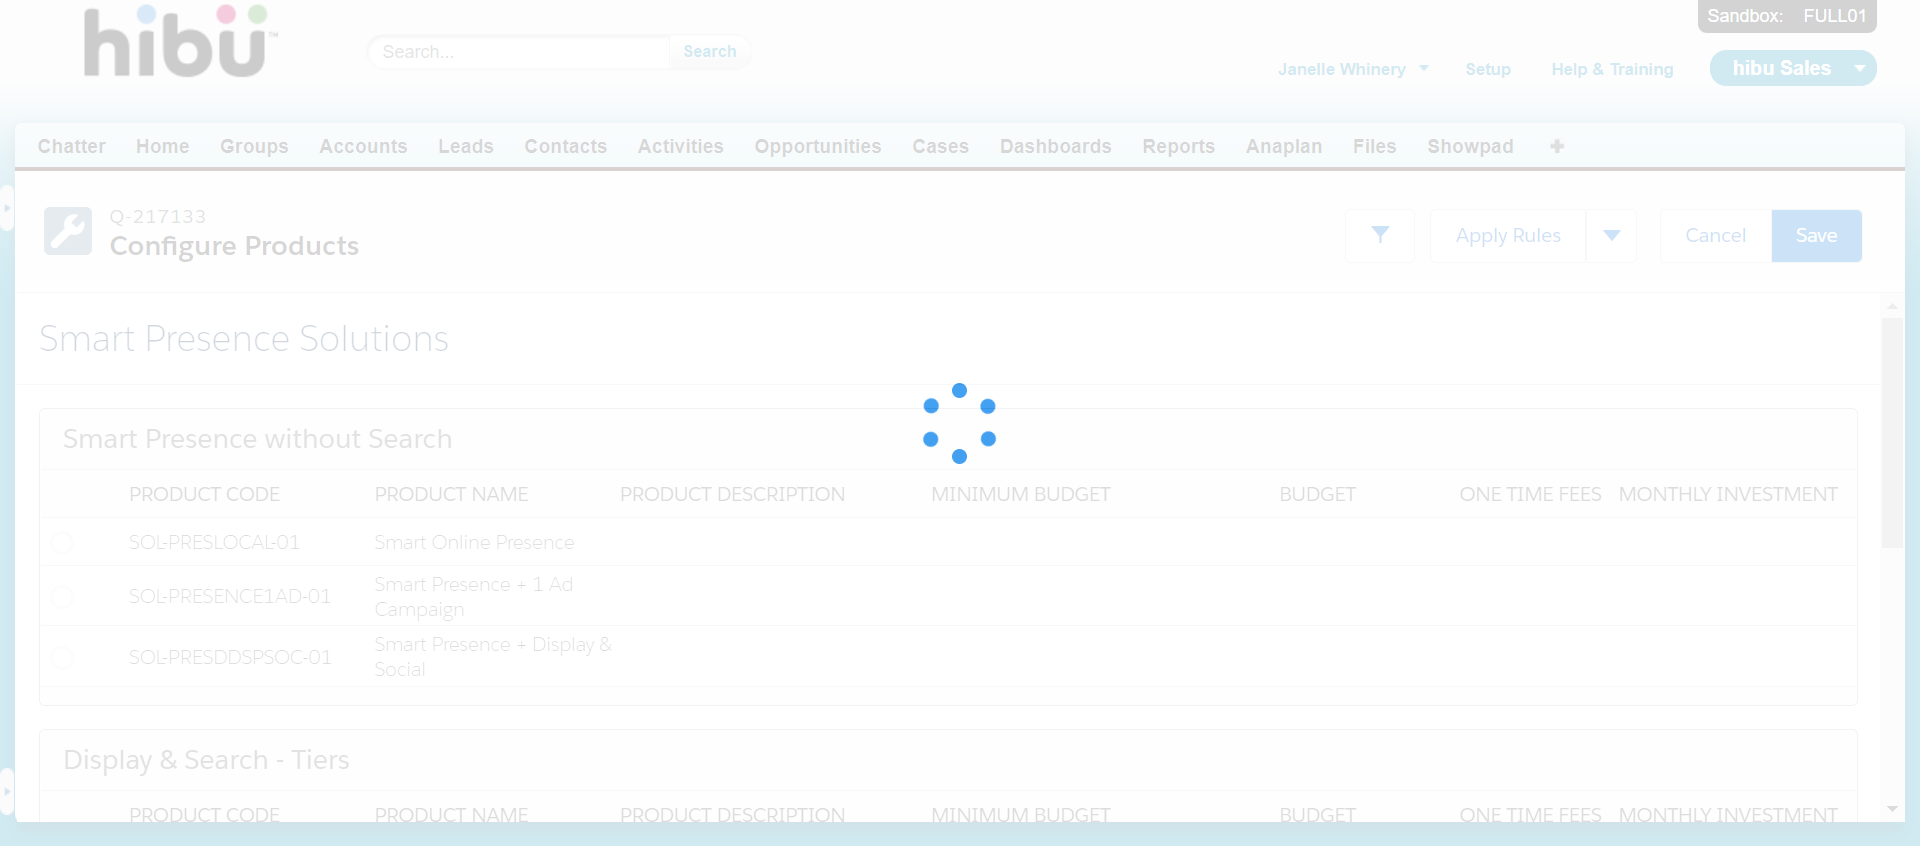 hibu™
Search...
Search
Sandbox: FULL01
Janelle Whinery
Setup
Help & Training
hibu Sales
Chatter Home Groups Accounts Leads Contacts Activities Opportunities Cases Dashboards Reports Anaplan Files Showpad
Q-217133
Configure Products
Apply Rules
Cancel
Save
Smart Presence Solutions
Smart Presence without Search
PRODUCT CODE PRODUCT NAME PRODUCT DESCRIPTION MINIMUM BUDGET BUDGET ONE TIME FEES MONTHLY INVESTMENT
SOL-PRESLOCAL-01 Smart Online Presence
SOL-PRESENCE1AD-01 Smart Presence + 1 Ad
Campaign
SOL-PRESDDSPSOC-01 Smart Presence + Display &
Social
Display & Search - Tiers
PRODUCT CODE PRODUCT NAME PRODUCT DESCRIPTION MINIMUM BUDGET BUDGET ONE TIME FEES MONTHLY INVESTMENT